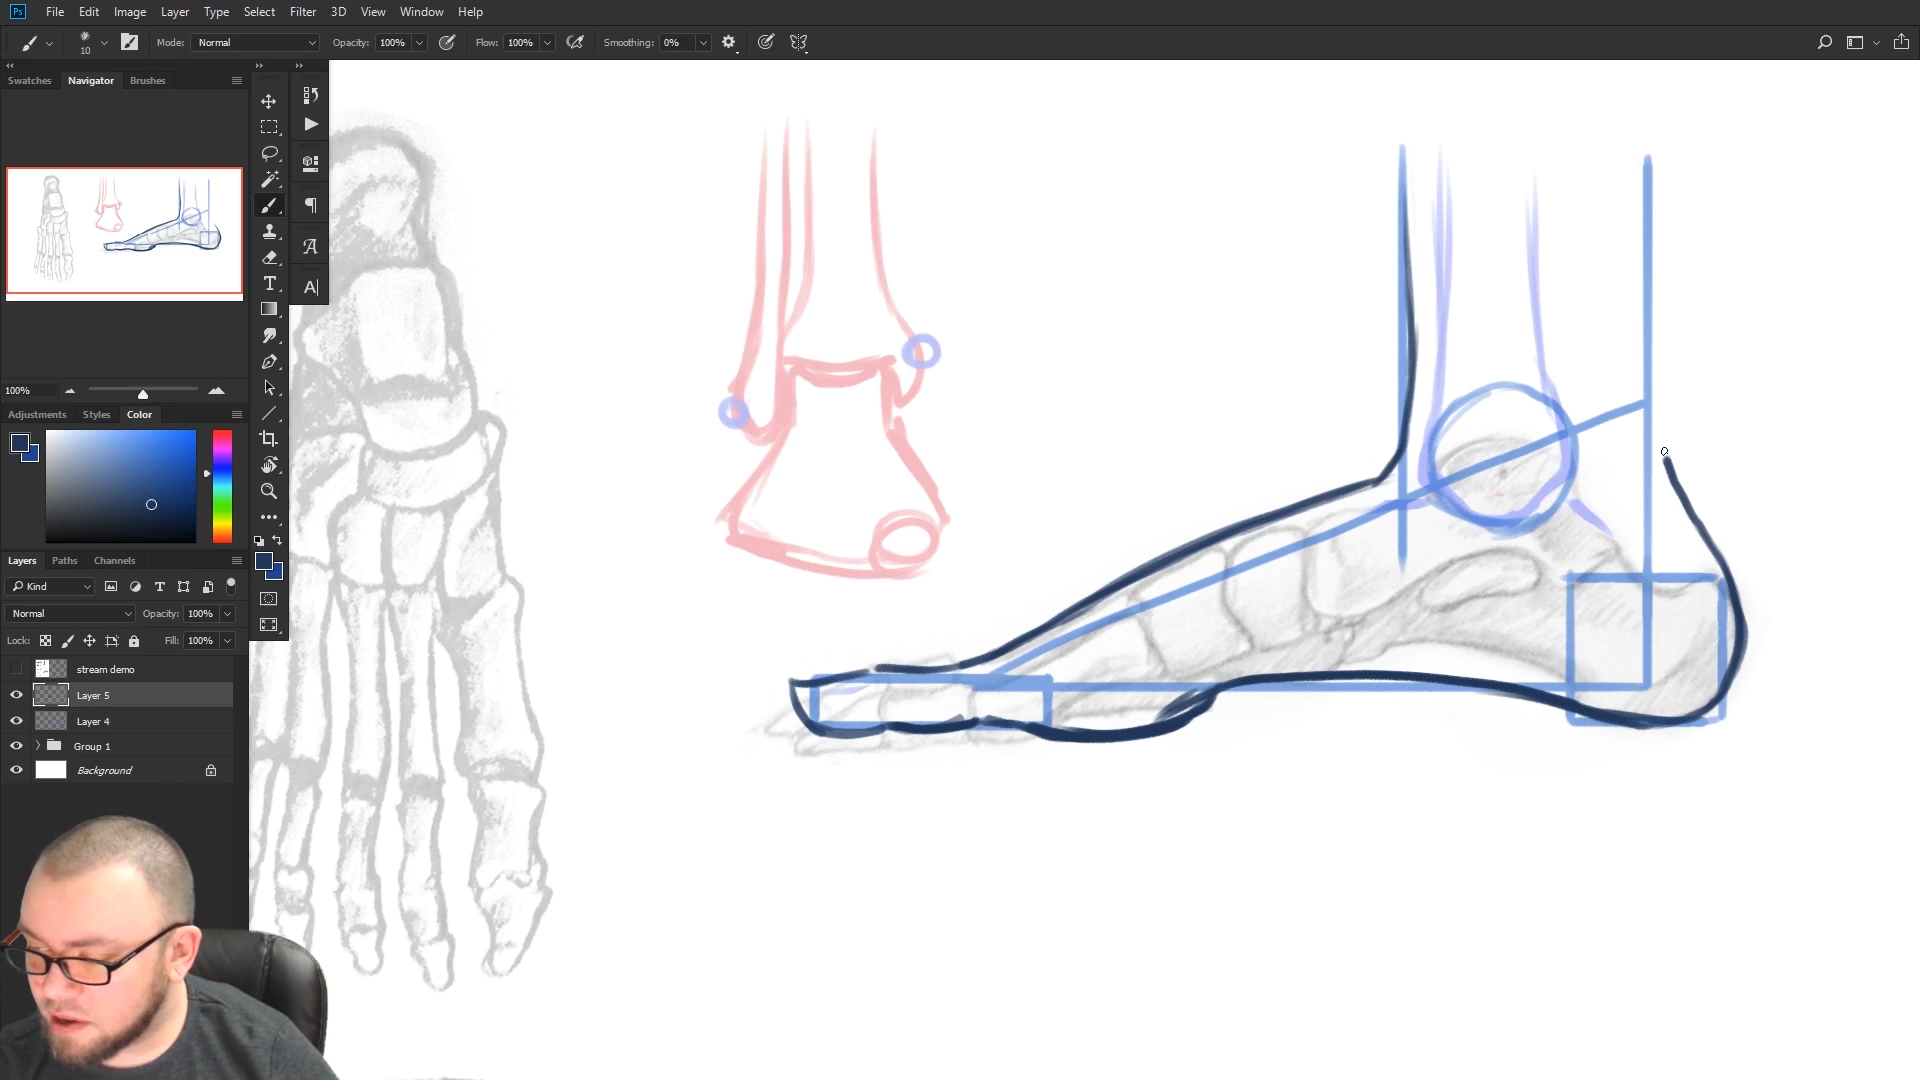 Ps File Edit Image Layer Type Select Filter 3D View Window Help
10 Mode: Normal Opacity: 100% Flow: 100% Smoothing: 0%
Swatches Navigator Brushes
100%
Adjustments Styles Color
Layers Paths Channels
Kind
Normal Opacity: 100%
Lock: Fill: 100%
stream demo
Layer 5
Layer 4
Group 1
Background